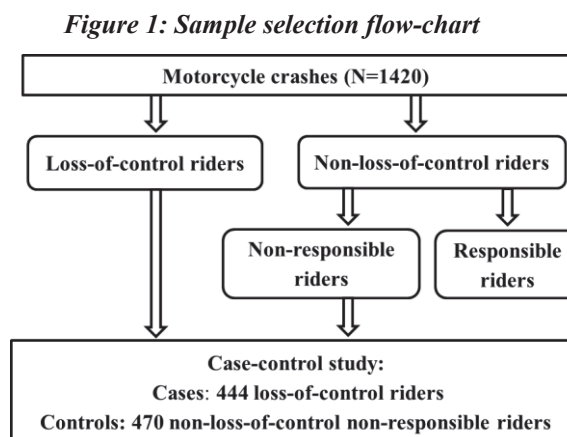 Figure 1: Sample selection flow-chart
Motorcycle crashes (N=1420)
Loss-of-control riders
Non-loss-of-control riders
Non-responsible
riders
Responsible
riders
Case-control study:
Cases: 444 loss-of-control riders
Controls: 470 non-loss-of-control non-responsible riders